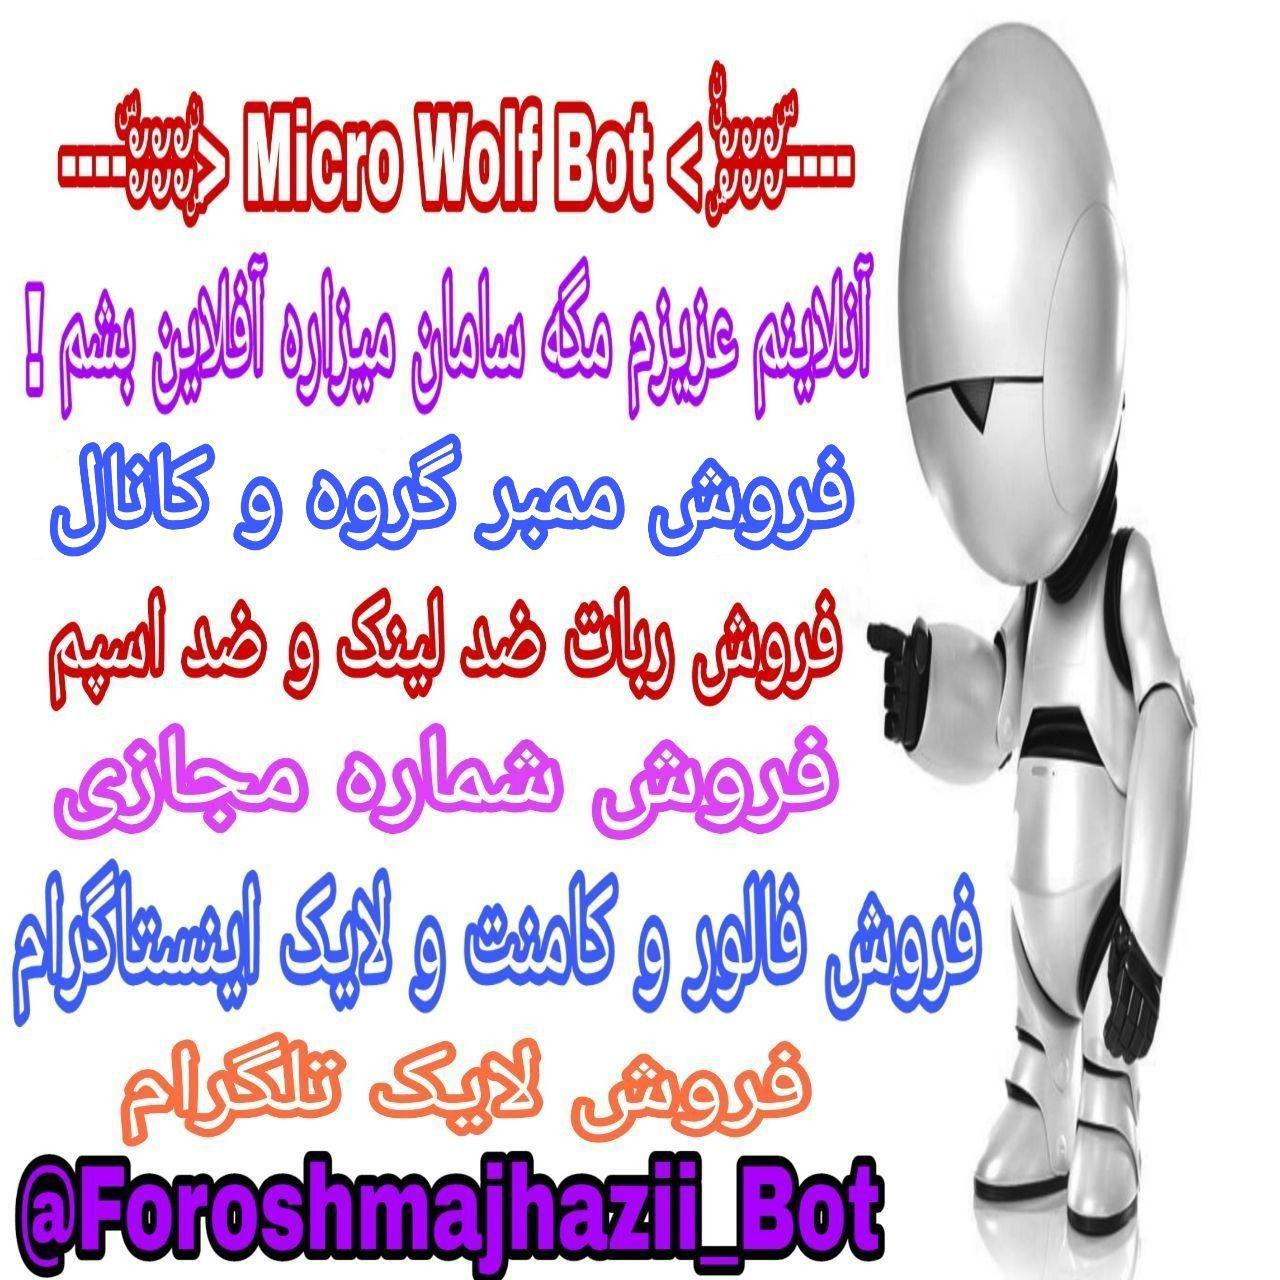 Micro Wolf Bot
آنلاینم عزیزم مگه سامان میزاره آفلاین بشم !
فروش ممبر گروه و کانال
فروش ربات ضد لینک و ضد اسپم
فروش شماره مجازی
فروش فالور و کامنت و لایک اینستاگرام
فروش لایک تلگرام
@Foroshmajhazii_Bot